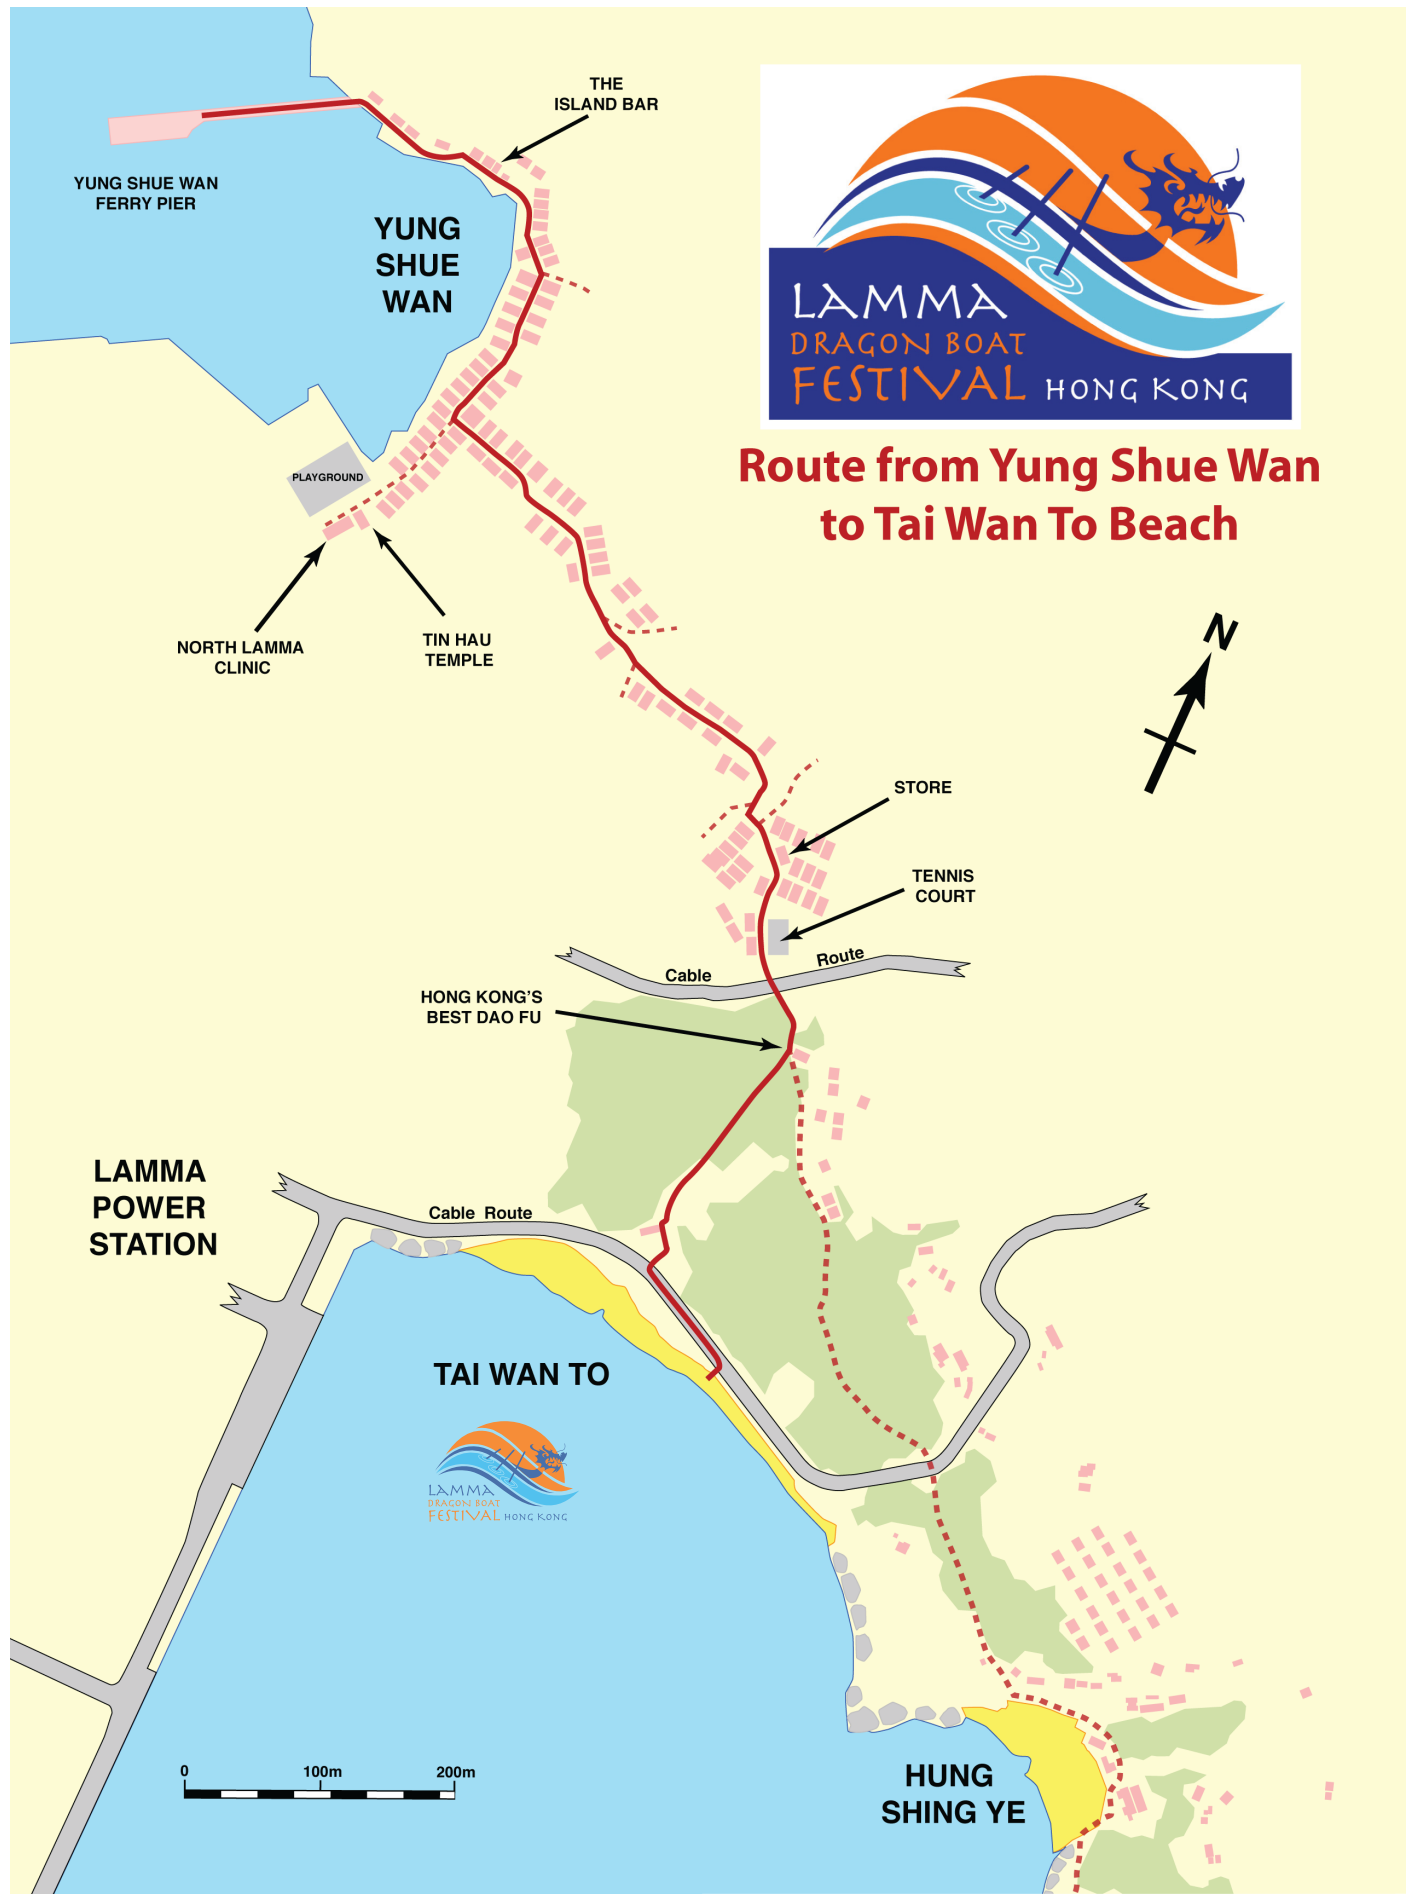 THE
ISLAND BAR
YUNG SHUE WAN
FERRY PIER
YUNG
SHUE
WAN
LAMMA
DRAGON BOAT
FESTIVAL HONG KONG
Route from Yung Shue Wan
to Tai Wan To Beach
PLAYGROUND
NORTH LAMMA
CLINIC
TIN HAU
TEMPLE
N
STORE
TENNIS
COURT
Cable Route
HONG KONG'S
BEST DAO FU
LAMMA
POWER
STATION
Cable Route
TAI WAN TO
LAMMA
DRAGON BOAT
FESTIVAL HONG KONG
HUNG
SHING YE
0 100m 200m